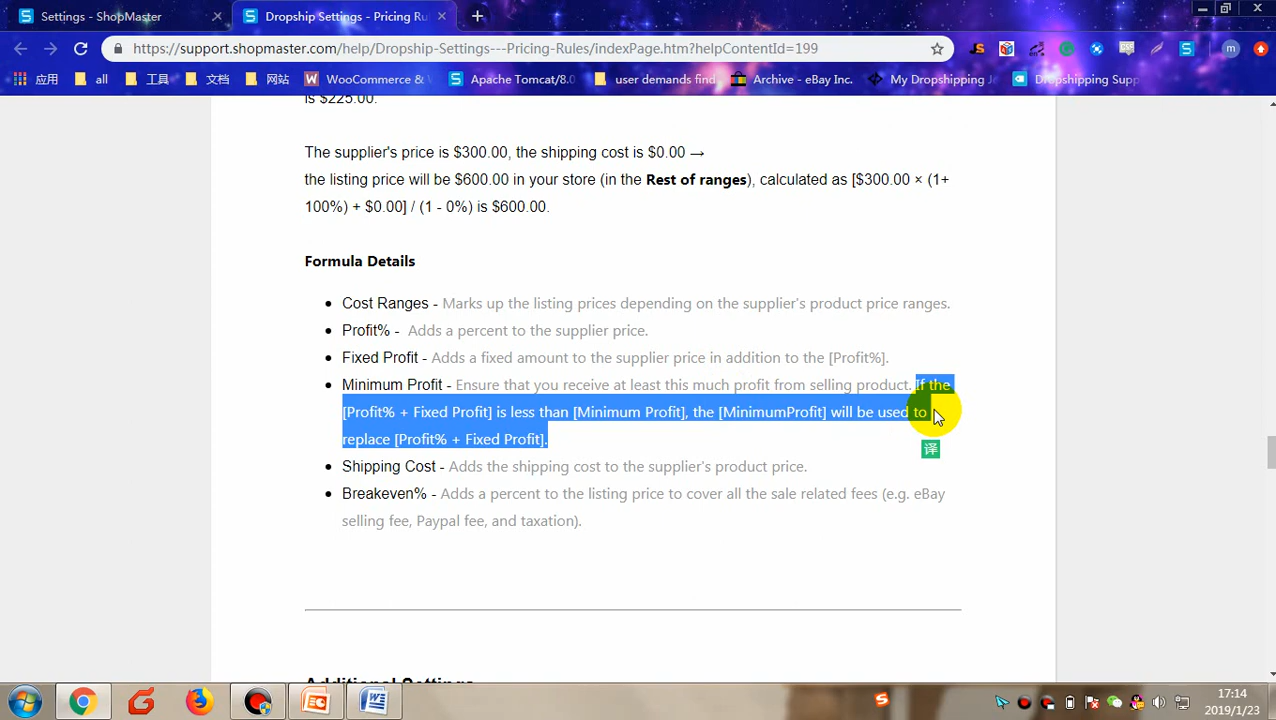 Settings - ShopMaster
Dropship Settings - Pricing Ru
https://support.shopmaster.com/help/Dropship-Settings---Pricing-Rules/indexPage.htm?helpContentId=199
应用
all
工具
文档
网站
WooCommerce &
Apache Tomcat/8.0
user demands find
Archive - eBay Inc.
My Dropshipping
Dropshipping Supp
is $225.00.
The supplier's price is $300.00, the shipping cost is $0.00 →
the listing price will be $600.00 in your store (in the Rest of ranges), calculated as [$300.00 × (1+
100%) + $0.00] / (1 - 0%) is $600.00.
Formula Details
Cost Ranges - Marks up the listing prices depending on the supplier's product price ranges.
Profit% - Adds a percent to the supplier price.
Fixed Profit - Adds a fixed amount to the supplier price in addition to the [Profit%].
Minimum Profit - Ensure that you receive at least this much profit from selling product. If the
[Profit% + Fixed Profit] is less than [Minimum Profit], the [MinimumProfit] will be used to
replace [Profit% + Fixed Profit].
译
Shipping Cost - Adds the shipping cost to the supplier's product price.
Breakeven% - Adds a percent to the listing price to cover all the sale related fees (e.g. eBay
selling fee, Paypal fee, and taxation).
Additional Settings
17:14
2019/1/23